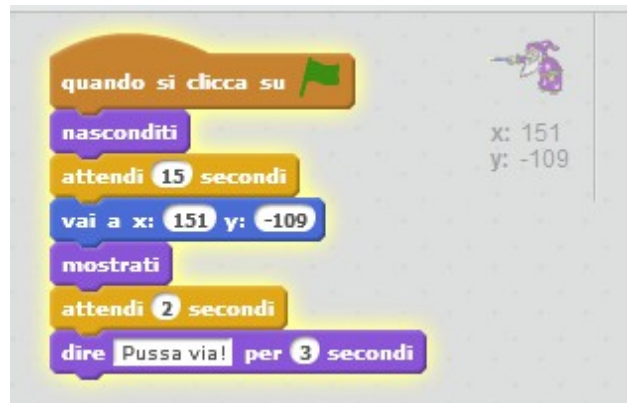 quando si clicca su
nasconditi
attendi 15 secondi
vai a x: 151 y: -109
mostrati
attendi 2 secondi
dire Pussa via! per 3 secondi
x: 151
y: -109